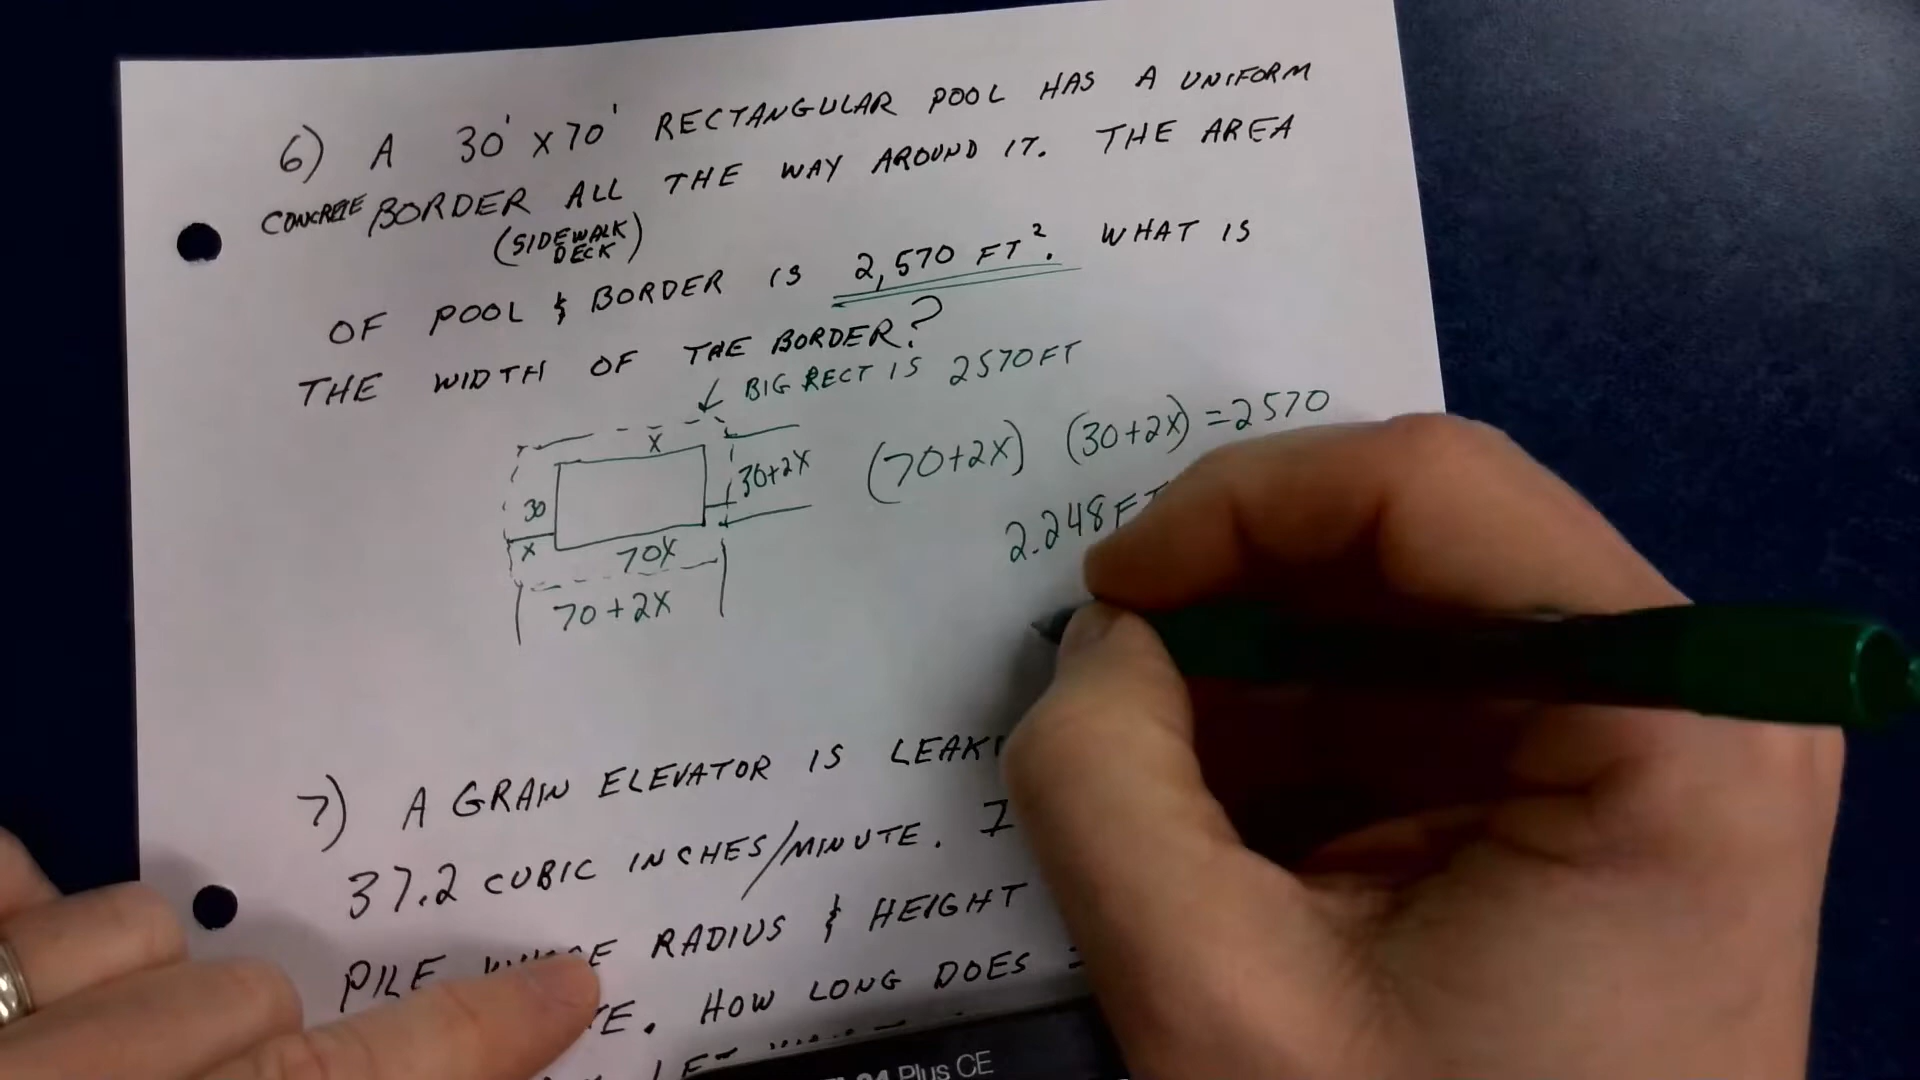 6) A 30' x 70' RECTANGULAR POOL HAS A UNIFORM
CONCRETE BORDER ALL THE WAY AROUND IT. THE AREA
(SIDEWALK
DECK)
OF POOL & BORDER IS 2,570 FT². WHAT IS
THE WIDTH OF THE BORDER?
BIG RECT IS 2570FT
X
30
X
70X
30+2X
70+2X
(70+2X) (30+2X) = 2570
2.248 FT
7) A GRAIN ELEVATOR IS
37.2 CUBIC INCHES/MINUTE.
PILE RADIUS & HEIGHT
HOW LONG DOES
Plus CE